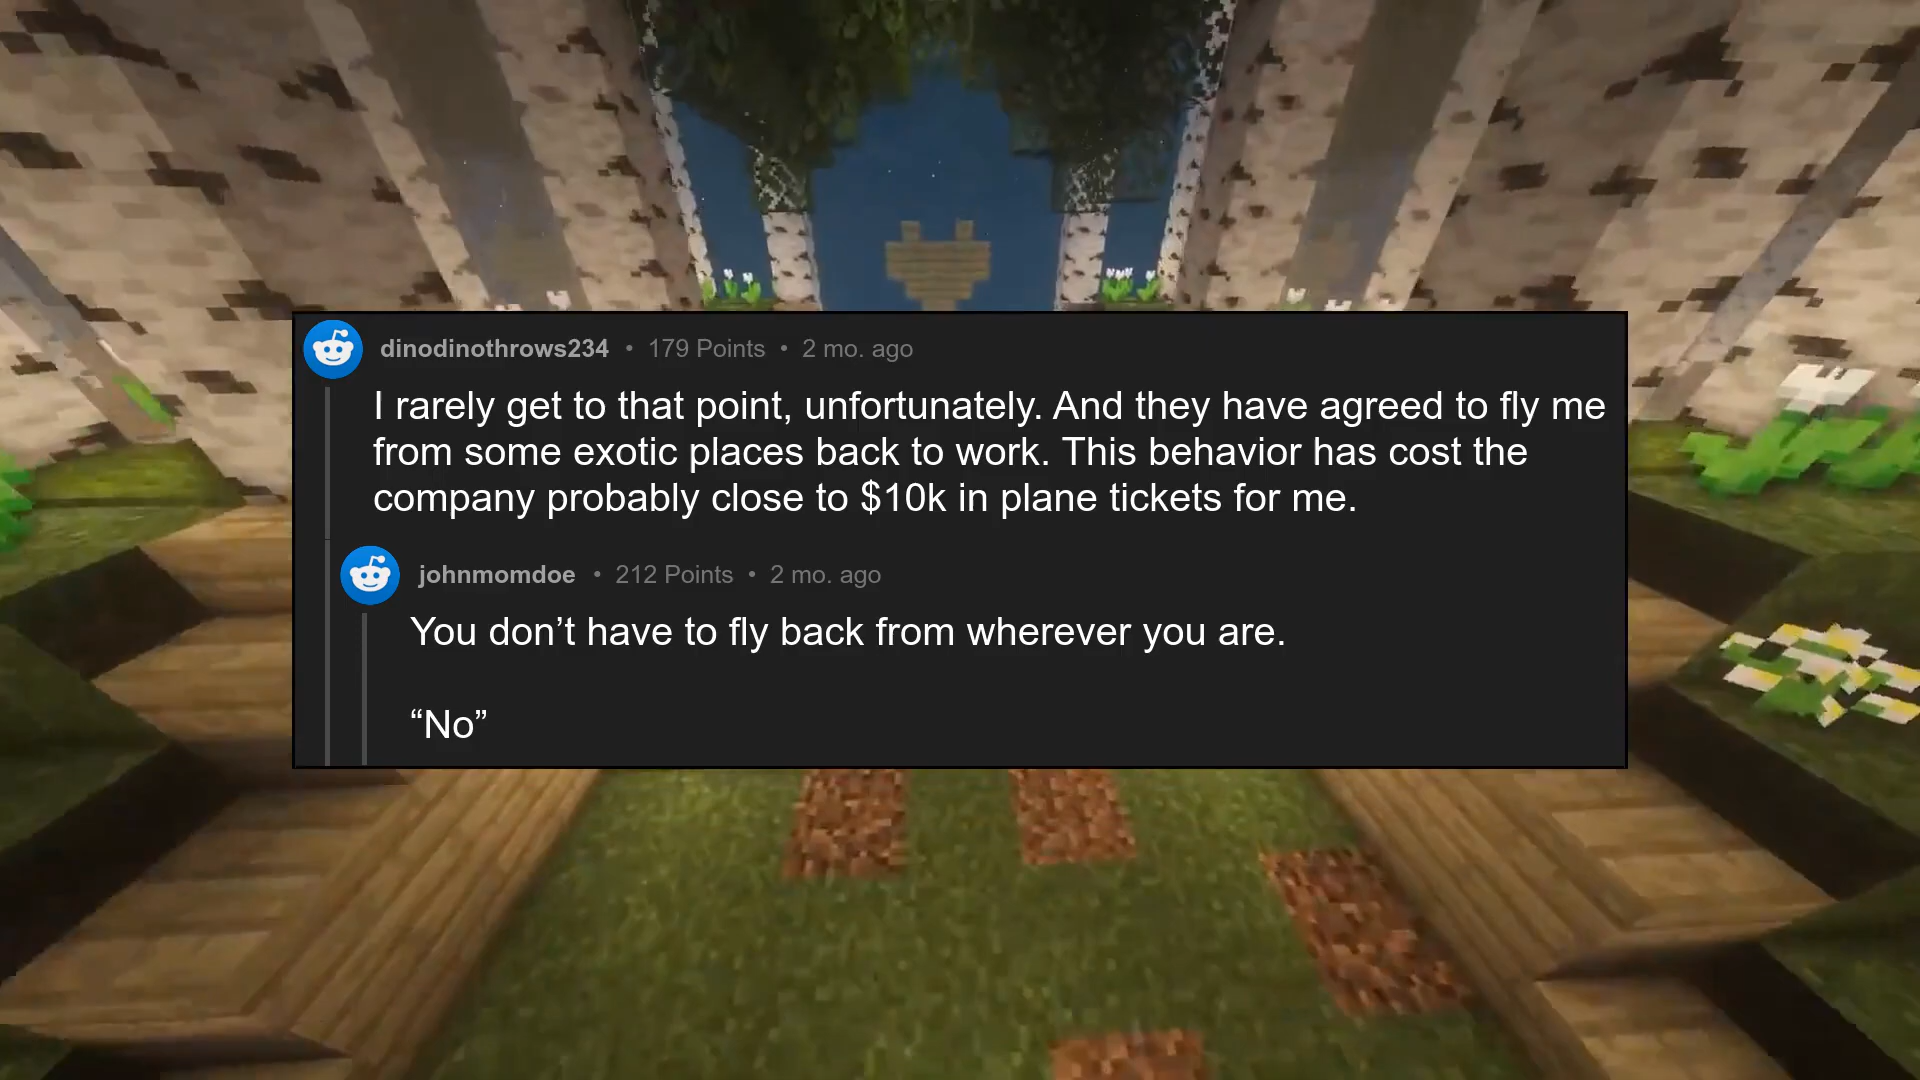 dinodinothrows234 • 179 Points • 2 mo. ago
I rarely get to that point, unfortunately. And they have agreed to fly me
from some exotic places back to work. This behavior has cost the
company probably close to $10k in plane tickets for me.
johnmomdoe • 212 Points • 2 mo. ago
You don’t have to fly back from wherever you are.
“No”